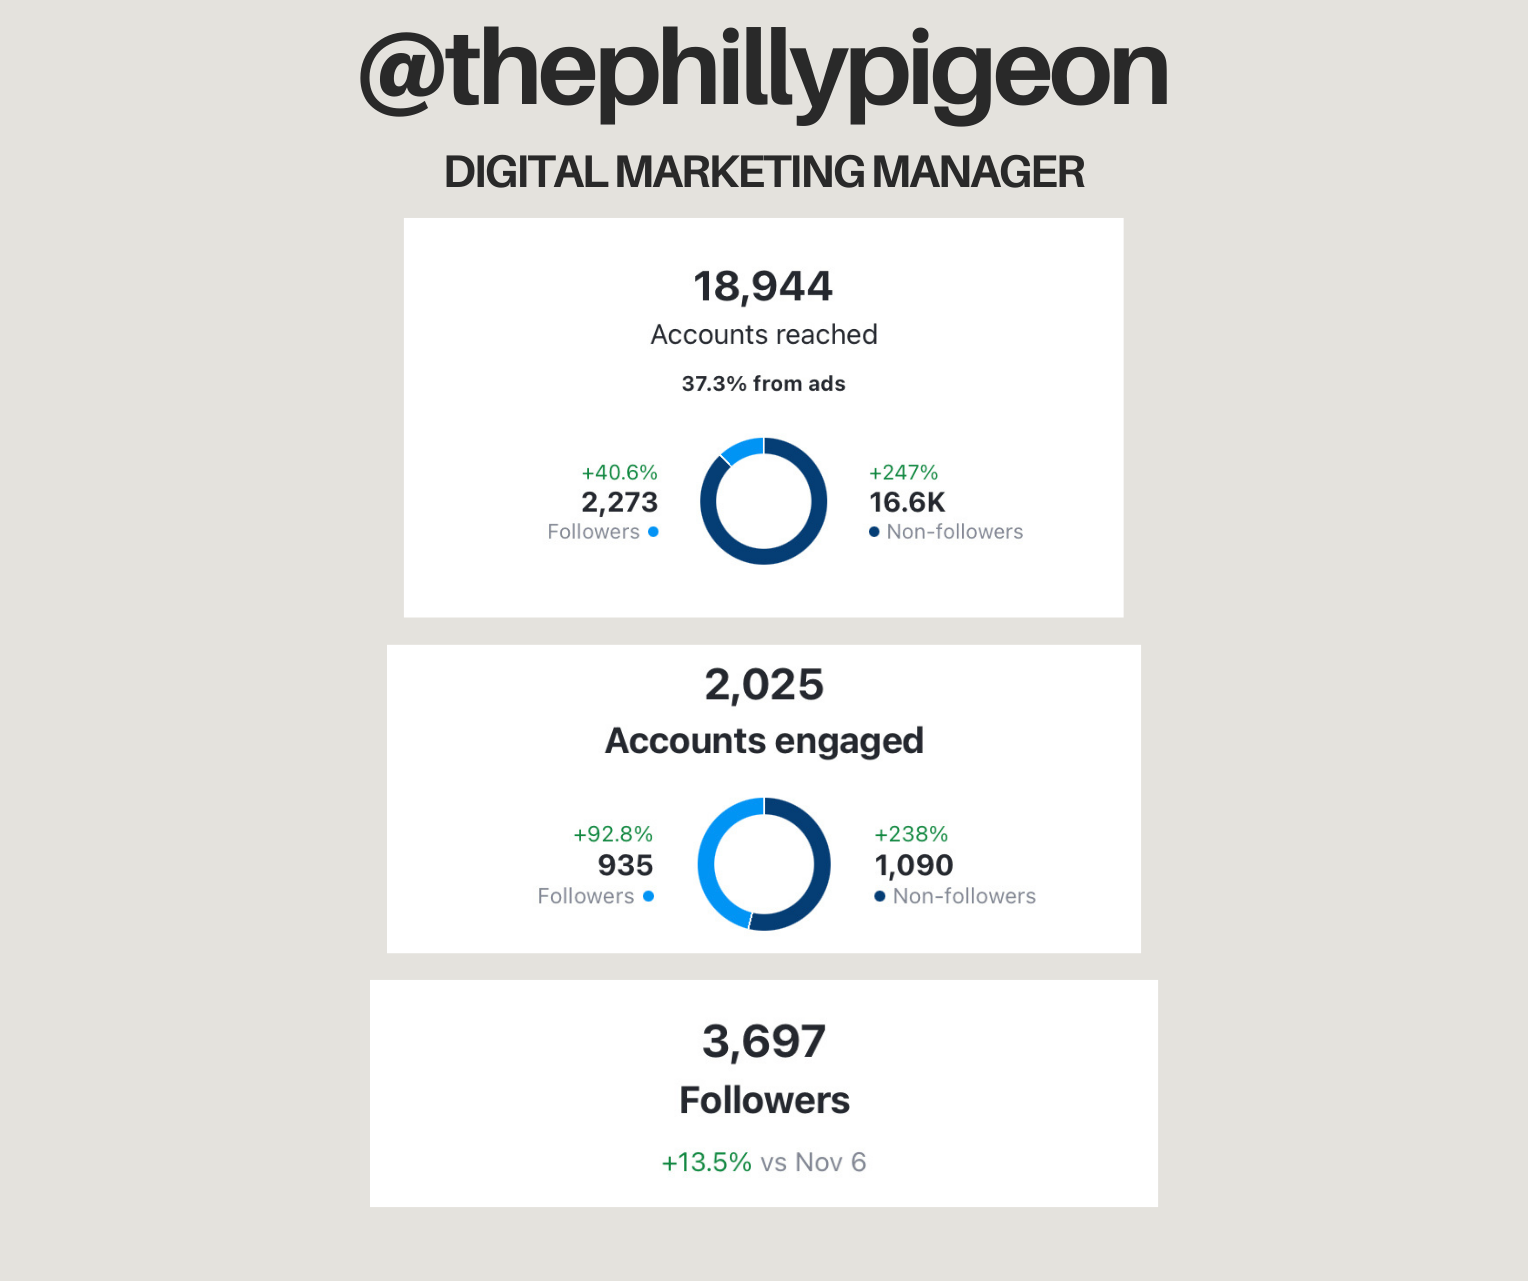 @thephillypigeon
DIGITAL MARKETING MANAGER
18,944
Accounts reached
37.3% from ads
+40.6%
2,273
Followers
+247%
16.6K
Non-followers
2,025
Accounts engaged
+92.8%
935
Followers
+238%
1,090
Non-followers
3,697
Followers
+13.5% vs Nov 6